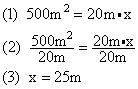 (1) 500m² = 20m•x
(2) 500m²/20m = 20m•x/20m
(3) x = 25m